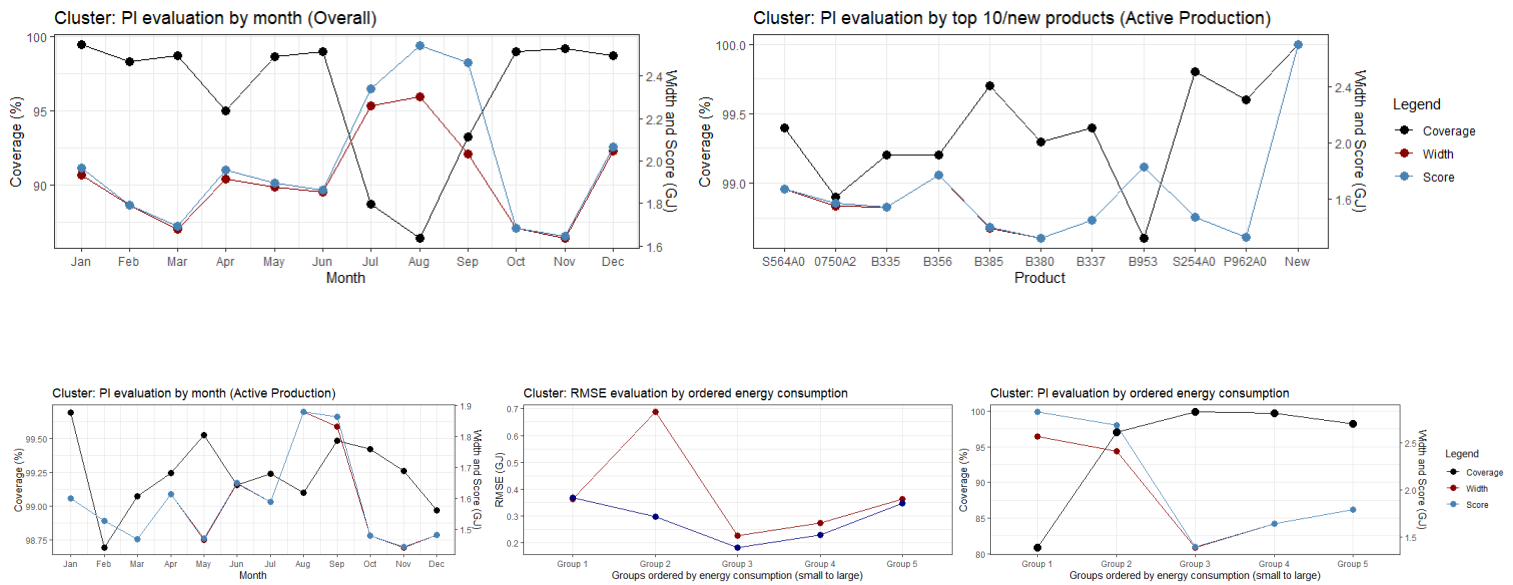 Cluster: PI evaluation by month (Overall)
100
95
90
Coverage (%)
2.4
2.2
2.0
1.8
1.6
Width and Score (GJ)
Jan Feb Mar Apr May Jun Jul Aug Sep Oct Nov Dec
Month
Cluster: PI evaluation by top 10/new products (Active Production)
100.0
99.5
99.0
Coverage (%)
2.4
2.0
1.6
Width and Score (GJ)
S564A0 0750A2 B335 B356 B385 B380 B337 B953 S254A0 P962A0 New
Product
Legend
Coverage
Width
Score
Cluster: PI evaluation by month (Active Production)
99.50
99.25
99.00
98.75
Coverage (%)
1.9
1.8
1.7
1.6
1.5
Width and Score (GJ)
Jan Feb Mar Apr May Jun Jul Aug Sep Oct Nov Dec
Month
Cluster: RMSE evaluation by ordered energy consumption
0.7
0.6
0.5
0.4
0.3
0.2
RMSE (GJ)
Group 1 Group 2 Group 3 Group 4 Group 5
Groups ordered by energy consumption (small to large)
Cluster: PI evaluation by ordered energy consumption
100
95
90
85
80
Coverage (%)
2.5
2.0
1.5
Width and Score (GJ)
Group 1 Group 2 Group 3 Group 4 Group 5
Groups ordered by energy consumption (small to large)
Legend
Coverage
Width
Score